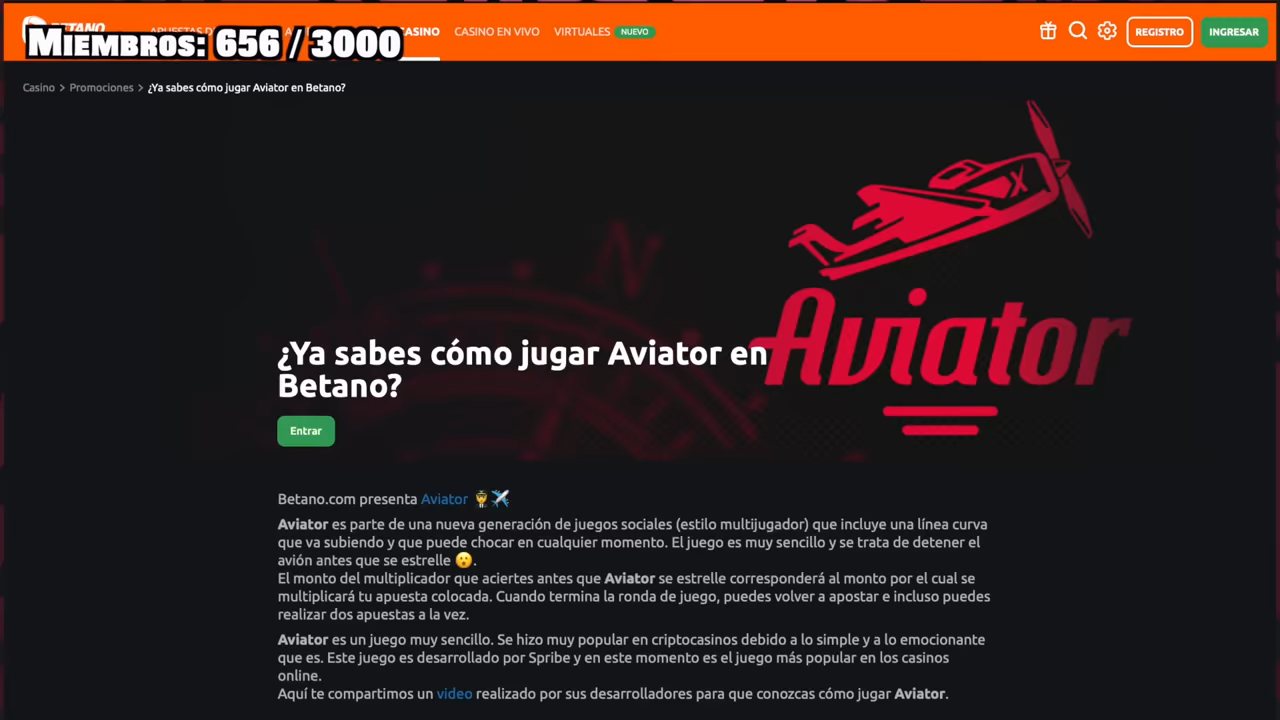 Miembros: 656 / 3000
CASINO
CASINO EN VIVO
VIRTUALES
NUEVO
REGISTRO
INGRESAR
Casino > Promociones > ¿Ya sabes cómo jugar Aviator en Betano?
Aviator
¿Ya sabes cómo jugar Aviator en
Betano?
Entrar
Betano.com presenta Aviator
Aviator es parte de una nueva generación de juegos sociales (estilo multijugador) que incluye una línea curva
que va subiendo y que puede chocar en cualquier momento. El juego es muy sencillo y se trata de detener el
avión antes que se estrelle 😮.
El monto del multiplicador que aciertes antes que Aviator se estrelle corresponderá al monto por el cual se
multiplicará tu apuesta colocada. Cuando termina la ronda de juego, puedes volver a apostar e incluso puedes
realizar dos apuestas a la vez.
Aviator es un juego muy sencillo. Se hizo muy popular en criptocasinos debido a lo simple y a lo emocionante
que es. Este juego es desarrollado por Spribe y en este momento es el juego más popular en los casinos
online.
Aquí te compartimos un video realizado por sus desarrolladores para que conozcas cómo jugar Aviator.